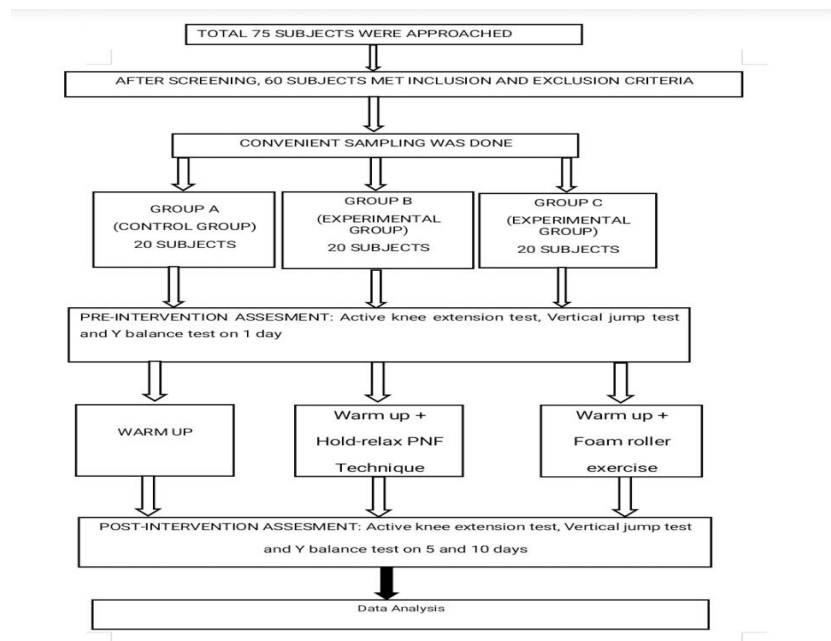 TOTAL 75 SUBJECTS WERE APPROACHED
AFTER SCREENING, 60 SUBJECTS MET INCLUSION AND EXCLUSION CRITERIA
CONVENIENT SAMPLING WAS DONE
GROUP A
(CONTROL GROUP)
20 SUBJECTS
GROUP B
(EXPERIMENTAL
GROUP)
20 SUBJECTS
GROUP C
(EXPERIMENTAL
GROUP)
20 SUBJECTS
PRE-INTERVENTION ASSESMENT: Active knee extension test, Vertical jump test
and Y balance test on 1 day
WARM UP
Warm up +
Hold-relax PNF
Technique
Warm up +
Foam roller
exercise
POST-INTERVENTION ASSESMENT: Active knee extension test, Vertical jump test
and Y balance test on 5 and 10 days
Data Analysis